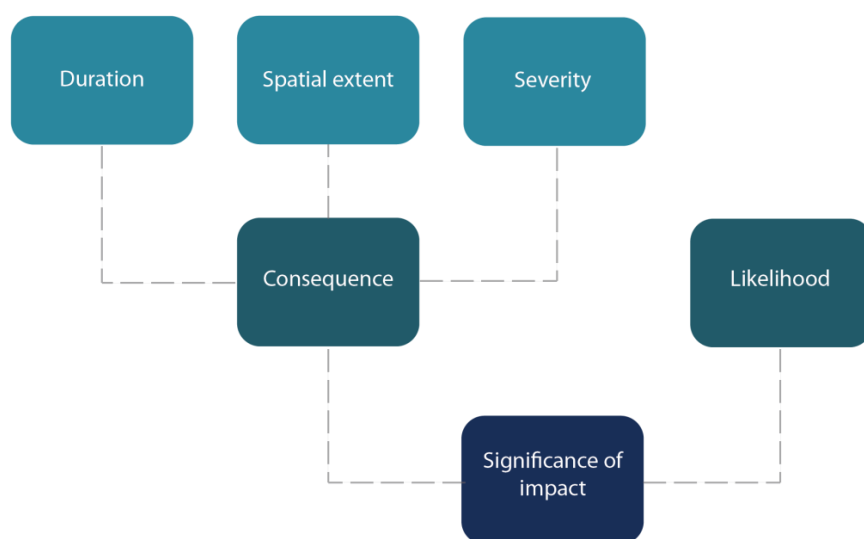 Duration
Spatial extent
Severity
Consequence
Likelihood
Significance of
impact